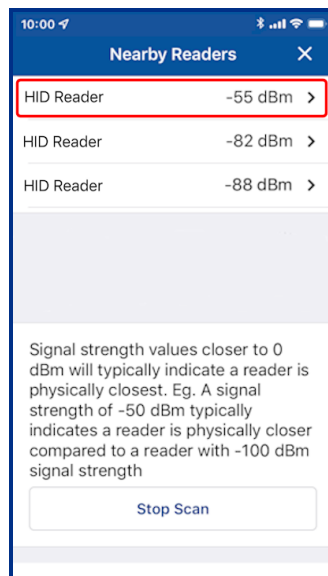 10:00
Nearby Readers
HID Reader -55 dBm
HID Reader -82 dBm
HID Reader -88 dBm
Signal strength values closer to 0
dBm will typically indicate a reader is
physically closest. Eg. A signal
strength of -50 dBm typically
indicates a reader is physically closer
compared to a reader with -100 dBm
signal strength
Stop Scan